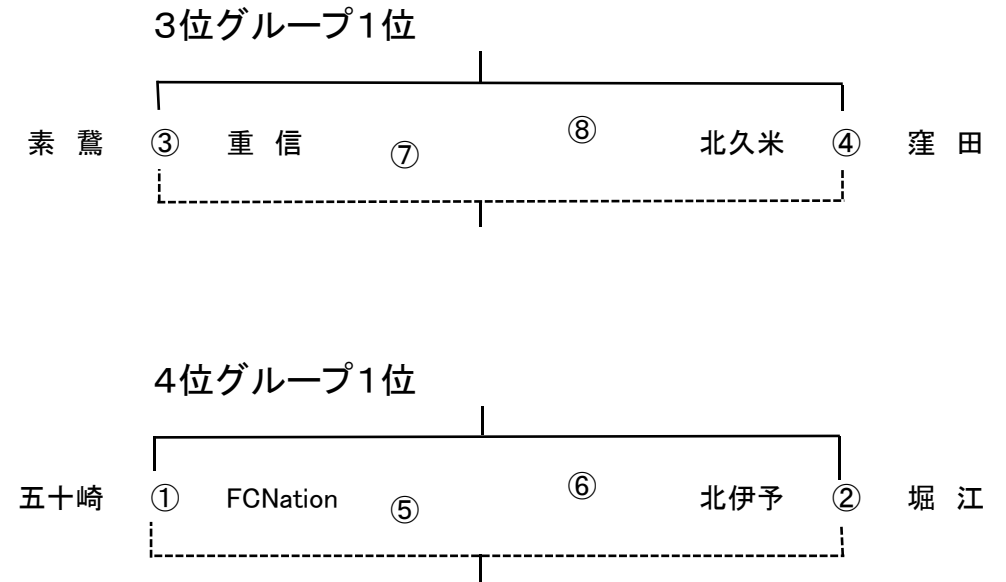 ３位グループ１位
素 鵞 ③ 重 信 ⑦ ⑧ 北久米 ④ 窪 田
４位グループ１位
五十崎 ① FCNation ⑤ ⑥ 北伊予 ② 堀 江